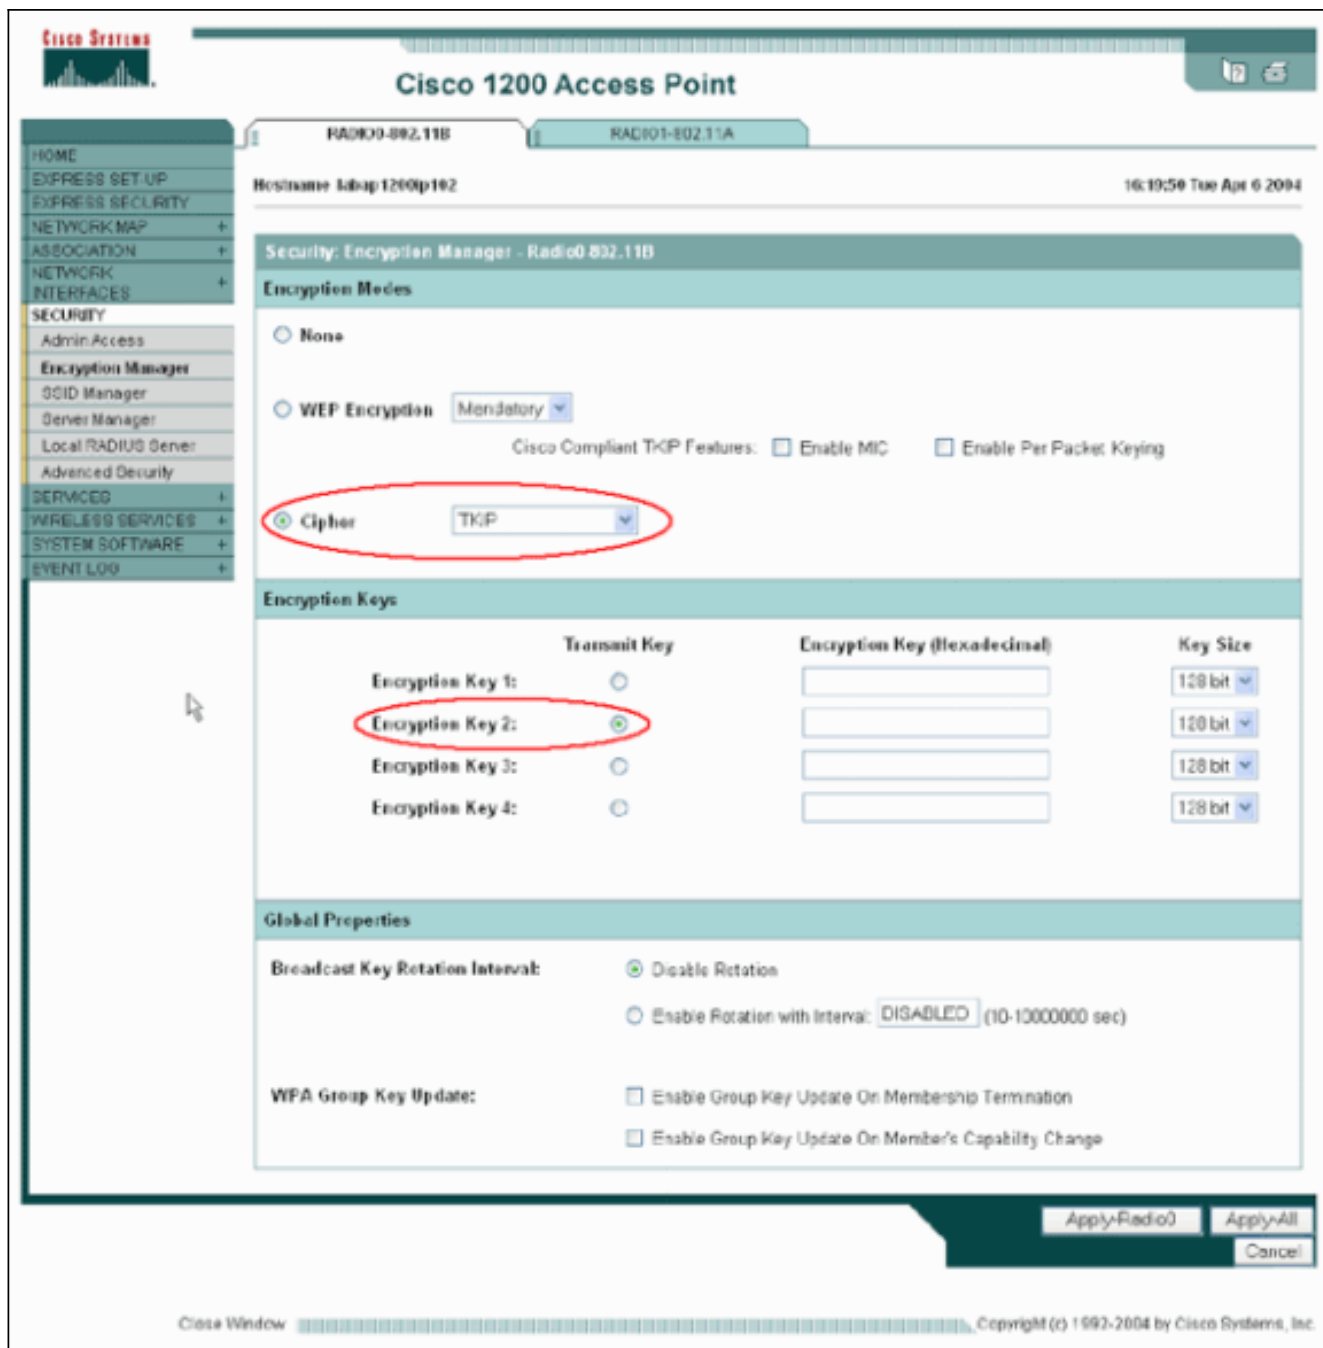 CISCO SYSTEMS
Cisco 1200 Access Point
RADIO0-802.11B
RADIO1-802.11A
HOME
EXPRESS SET-UP
EXPRESS SECURITY
NETWORK MAP +
ASSOCIATION +
NETWORK
INTERFACES +
SECURITY
Admin Access
Encryption Manager
SSID Manager
Server Manager
Local RADIUS Server
Advanced Security
SERVICES +
WIRELESS SERVICES +
SYSTEM SOFTWARE +
EVENT LOG +
Hostname labap1200ip102
16:19:50 Tue Apr 6 2004
Security: Encryption Manager - Radio0-802.11B
Encryption Modes
None
WEP Encryption Mandatory
Cisco Compliant TKIP Features: Enable MIC Enable Per Packet Keying
Cipher TKIP
Encryption Keys
Transmit Key Encryption Key (Hexadecimal) Key Size
Encryption Key 1: 128 bit
Encryption Key 2: 128 bit
Encryption Key 3: 128 bit
Encryption Key 4: 128 bit
Global Properties
Broadcast Key Rotation Interval: Disable Rotation
Enable Rotation with Interval: DISABLED (10-10000000 sec)
WPA Group Key Update: Enable Group Key Update On Membership Termination
Enable Group Key Update On Member's Capability Change
Apply-Radio0 Apply-All
Cancel
Close Window
Copyright (c) 1992-2004 by Cisco Systems, Inc.